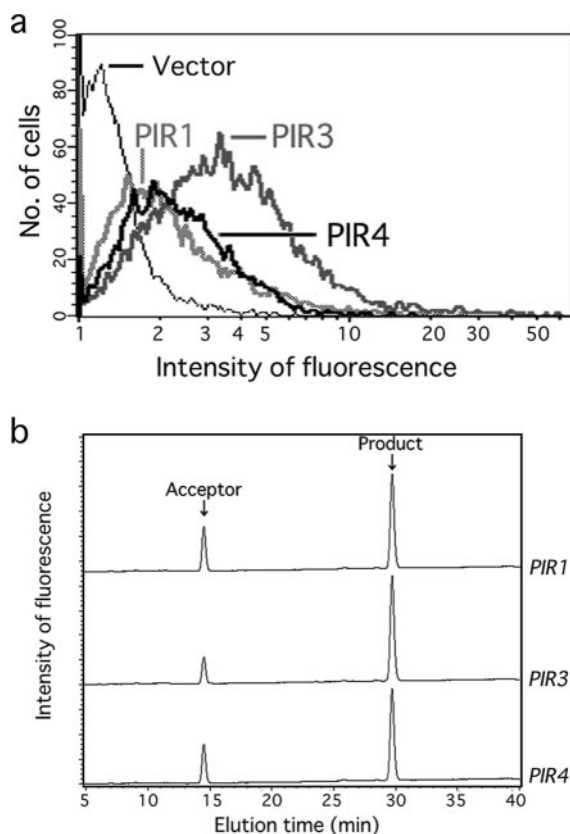 a
100
80
60
40
20
0
No. of cells
Vector
PIR1
PIR3
PIR4
1 2 3 4 5 10 20 30 50
Intensity of fluorescence
b
Product
Acceptor
Intensity of fluorescence
PIR1
PIR3
PIR4
5 10 15 20 25 30 35 40
Elution time (min)